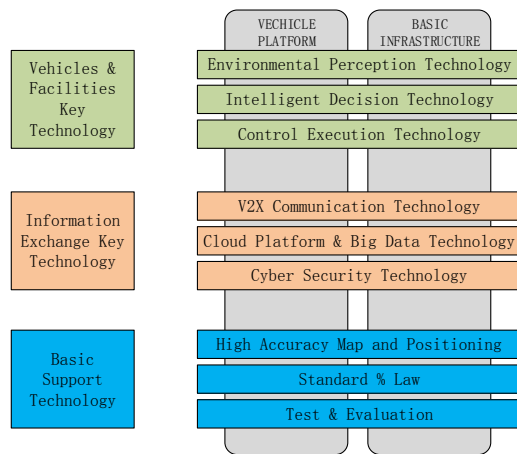 VECHICLE
PLATFORM
BASIC
INFRASTRUCTURE
Vehicles &
Facilities
Key
Technology
Environmental Perception Technology
Intelligent Decision Technology
Control Execution Technology
Information
Exchange Key
Technology
V2X Communication Technology
Cloud Platform & Big Data Technology
Cyber Security Technology
Basic
Support
Technology
High Accuracy Map and Positioning
Standard % Law
Test & Evaluation